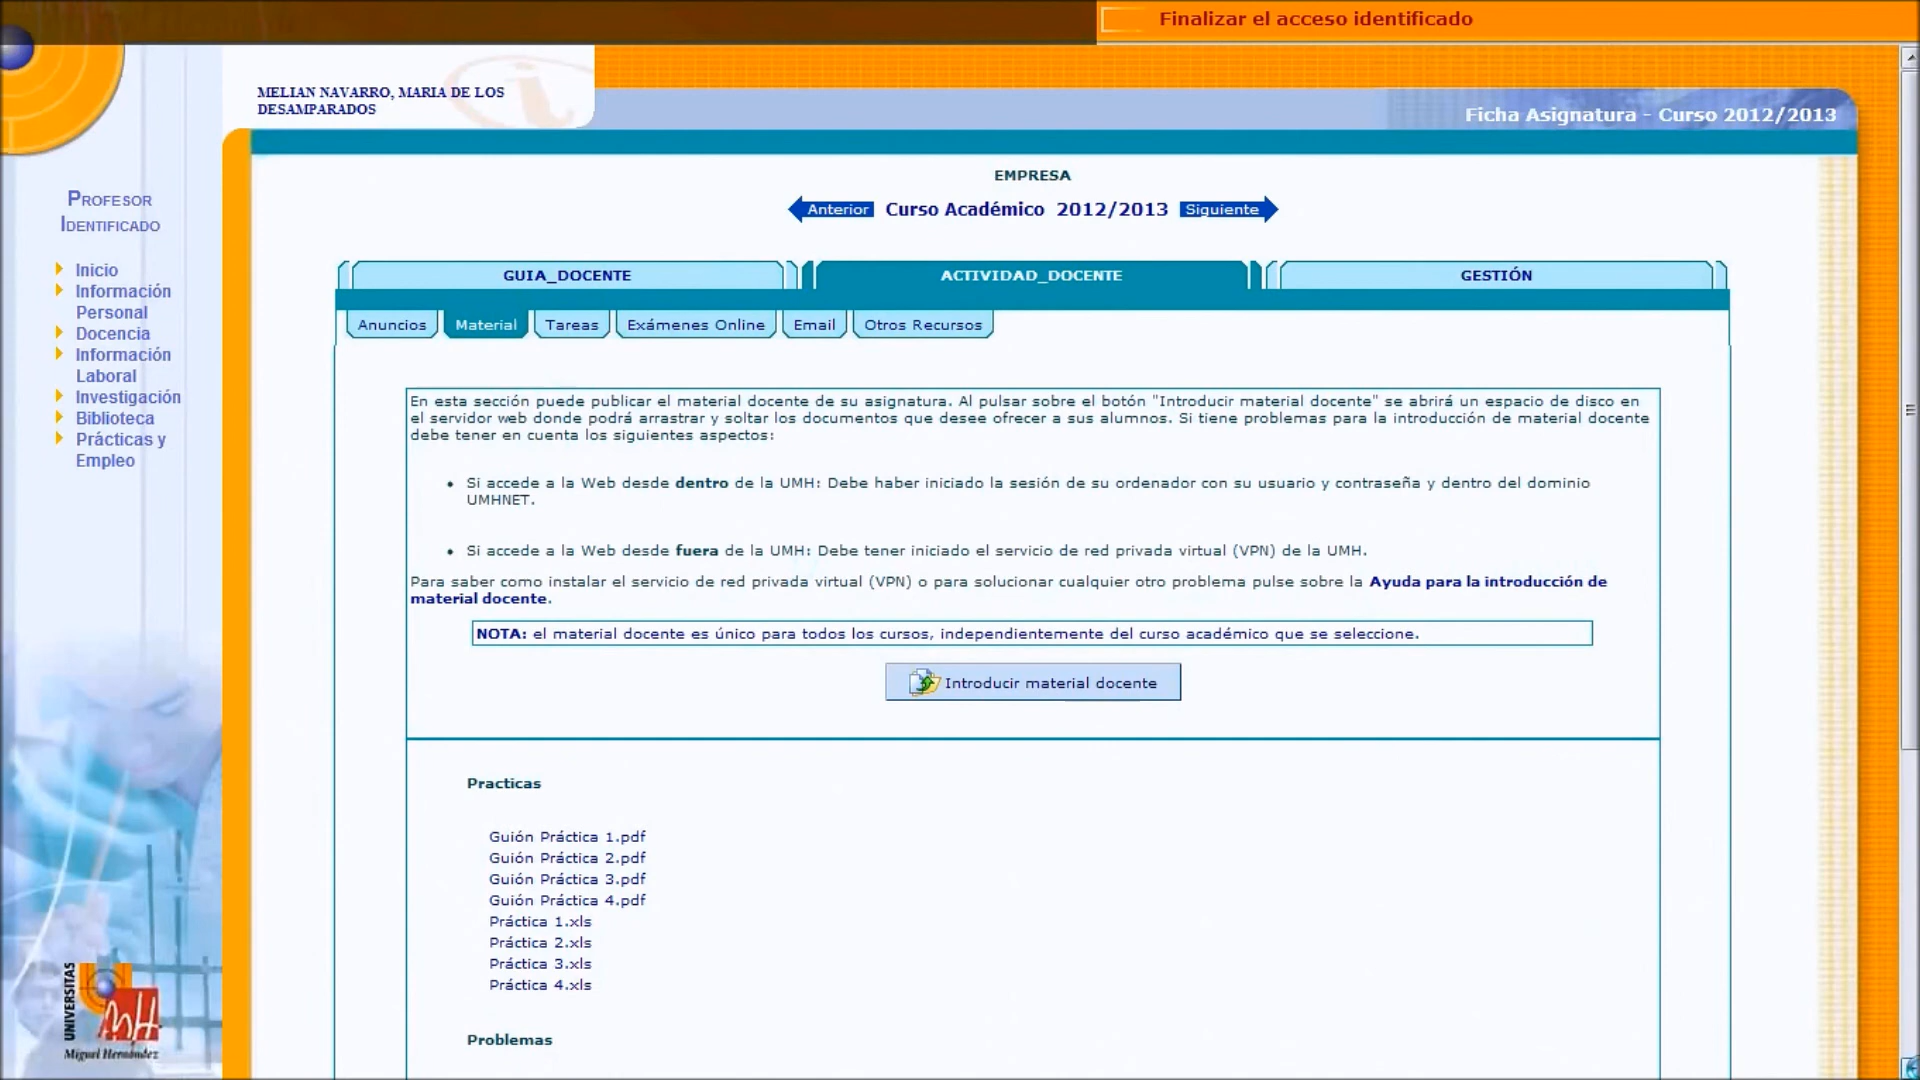 Finalizar el acceso identificado
MELIAN NAVARRO, MARIA DE LOS
DESAMPARADOS
Ficha Asignatura - Curso 2012/2013
PROFESOR
IDENTIFICADO
Inicio
Información
Personal
Docencia
Información
Laboral
Investigación
Biblioteca
Prácticas y
Empleo
EMPRESA
Anterior Curso Académico 2012/2013 Siguiente
GUIA_DOCENTE ACTIVIDAD_DOCENTE GESTIÓN
Anuncios Material Tareas Exámenes Online Email Otros Recursos
En esta sección puede publicar el material docente de su asignatura. Al pulsar sobre el botón "Introducir material docente" se abrirá un espacio de disco en
el servidor web donde podrá arrastrar y soltar los documentos que desee ofrecer a sus alumnos. Si tiene problemas para la introducción de material docente
debe tener en cuenta los siguientes aspectos:
• Si accede a la Web desde dentro de la UMH: Debe haber iniciado la sesión de su ordenador con su usuario y contraseña y dentro del dominio
UMHNET.
• Si accede a la Web desde fuera de la UMH: Debe tener iniciado el servicio de red privada virtual (VPN) de la UMH.
Para saber como instalar el servicio de red privada virtual (VPN) o para solucionar cualquier otro problema pulse sobre la Ayuda para la introducción de
material docente.
NOTA: el material docente es único para todos los cursos, independientemente del curso académico que se seleccione.
Introducir material docente
Practicas
Guión Práctica 1.pdf
Guión Práctica 2.pdf
Guión Práctica 3.pdf
Guión Práctica 4.pdf
Práctica 1.xls
Práctica 2.xls
Práctica 3.xls
Práctica 4.xls
Problemas
UNIVERSITAS
Miguel Hernández